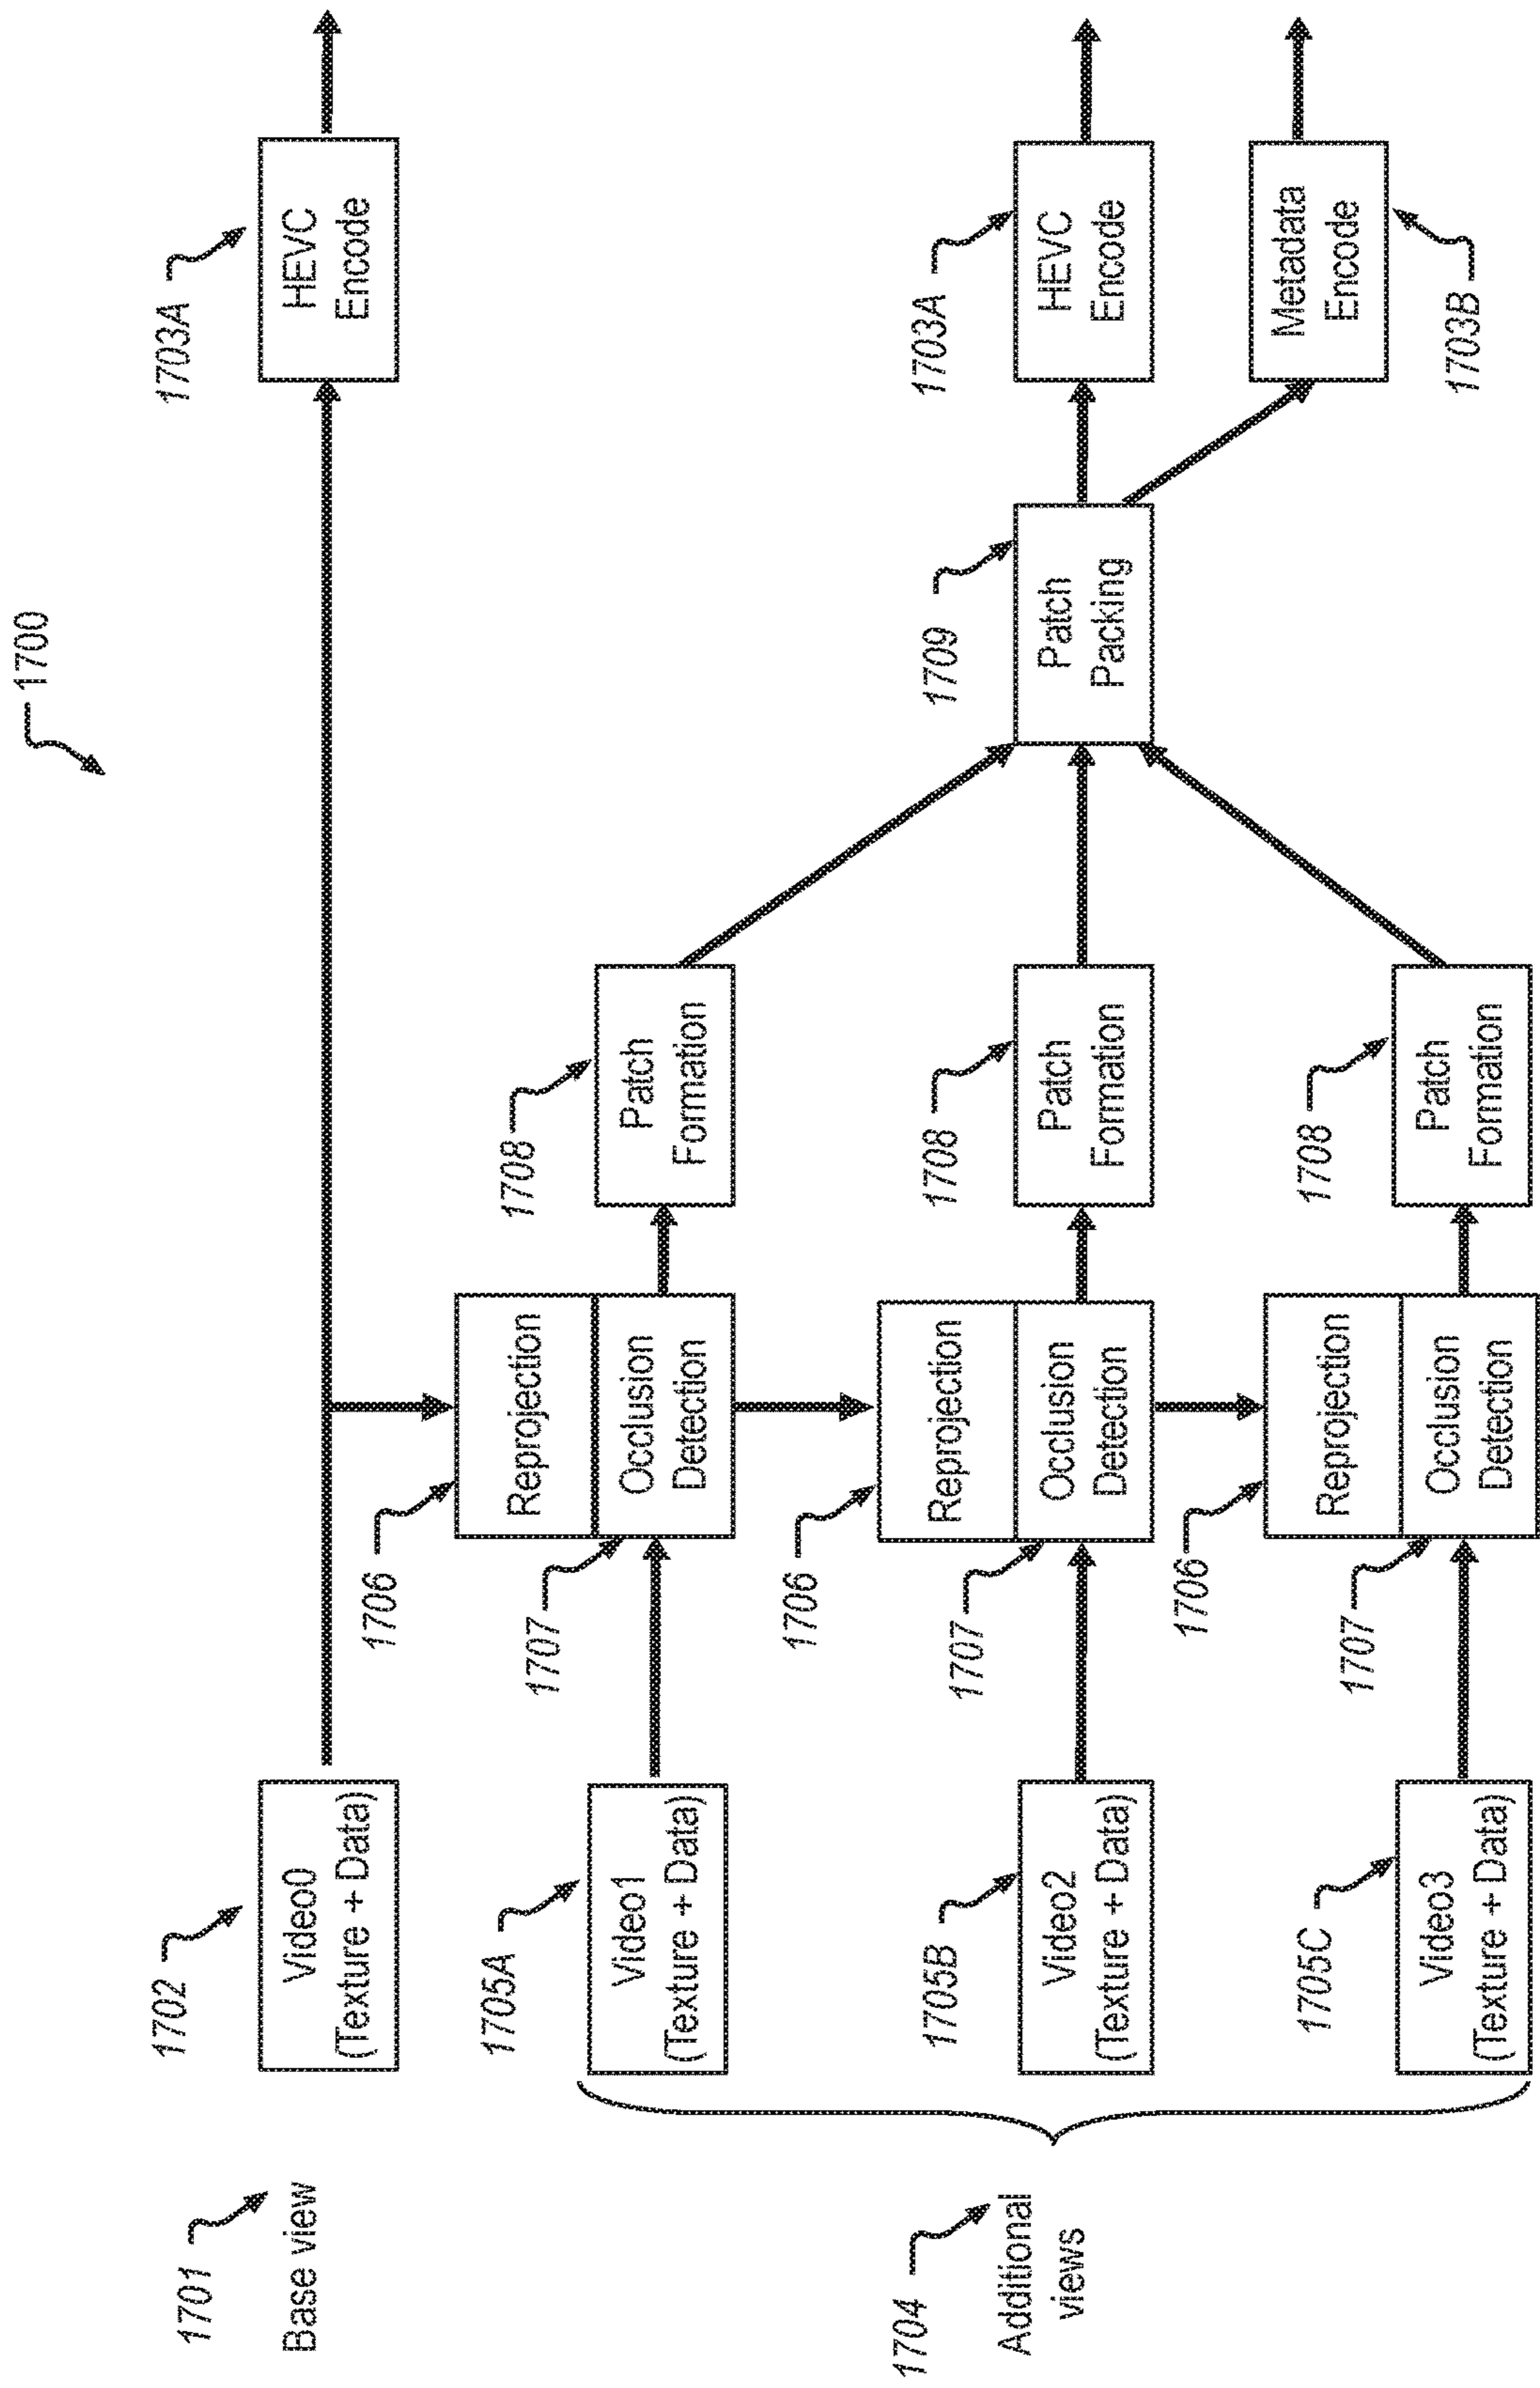 1700
1701
Base view
1702
Video0
(Texture + Data)
1703A
HEVC
Encode
1704
Additional
views
1705A
Video1
(Texture + Data)
1706
Reprojection
1707
Occlusion
Detection
1708
Patch
Formation
1705B
Video2
(Texture + Data)
1706
Reprojection
1707
Occlusion
Detection
1708
Patch
Formation
1709
Patch
Packing
1703A
HEVC
Encode
1705C
Video3
(Texture + Data)
1706
Reprojection
1707
Occlusion
Detection
1708
Patch
Formation
Metadata
Encode
1703B